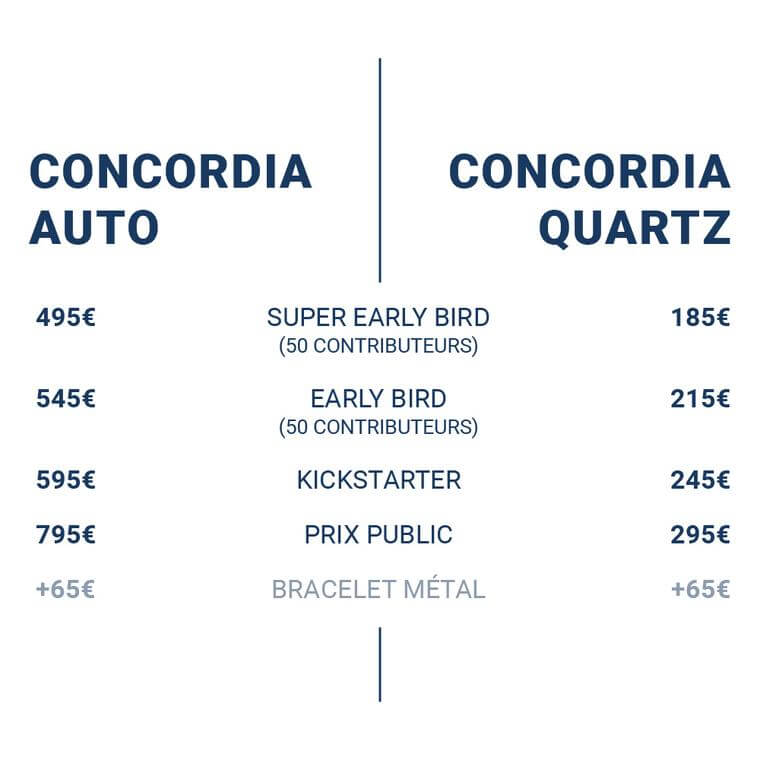 CONCORDIA
AUTO
CONCORDIA
QUARTZ
495€ SUPER EARLY BIRD 185€
(50 CONTRIBUTEURS)
545€ EARLY BIRD 215€
(50 CONTRIBUTEURS)
595€ KICKSTARTER 245€
795€ PRIX PUBLIC 295€
+65€ BRACELET MÉTAL +65€